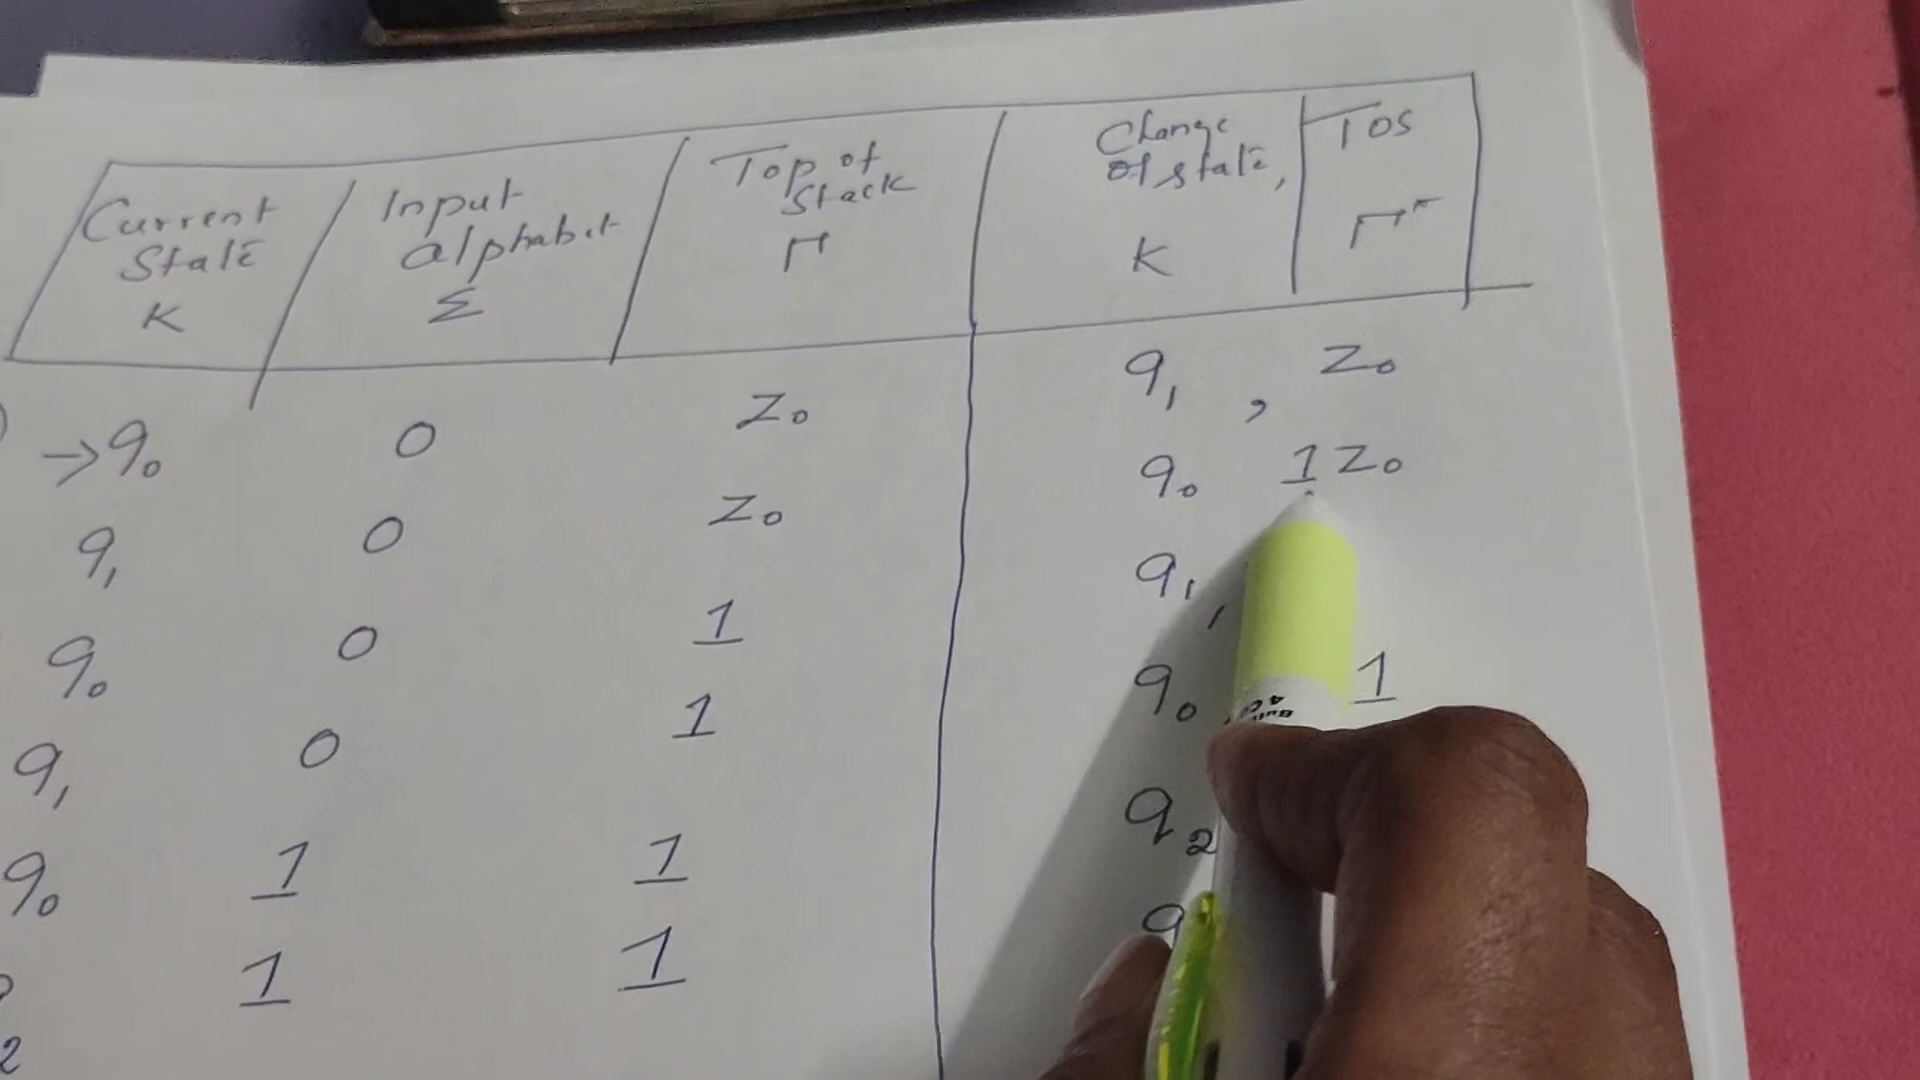 Current State K
Input alphabet Σ
Top of Stack Γ
Change of state, K
TOS Γ*
→q₀ 0 Z₀ q₁ , Z₀
q₁ 0 Z₀ q₀ 1Z₀
q₀ 0 1 q₁,
q₁ 0 1 q₀ 1
q₀ 1 1 q₂
1 1 q
2